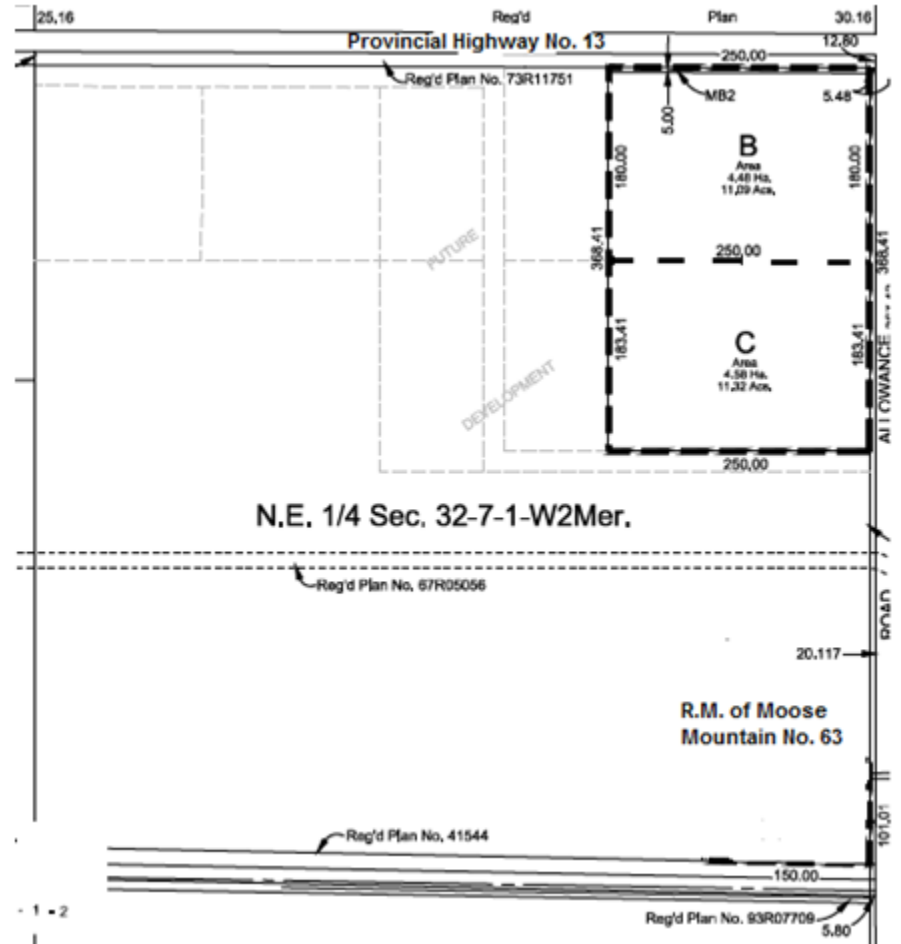 25.16 Reg'd Plan 30.16
Provincial Highway No. 13
12.80
250.00
Reg'd Plan No. 73R11751
MB2
5.48
5.00
B
Area
4.48 Ha.
11.09 Acs.
180.00
180.00
FUTURE
368.41
250.00
368.41
C
Area
4.58 Ha.
11.32 Acs.
183.41
183.41
DEVELOPMENT
ALLOWANCE
250.00
N.E. 1/4 Sec. 32-7-1-W2Mer.
Reg'd Plan No. 67R05056
ROAD
20.117
R.M. of Moose
Mountain No. 63
101.01
Reg'd Plan No. 41544
150.00
- 1 - 2
Reg'd Plan No. 93R07709
5.80